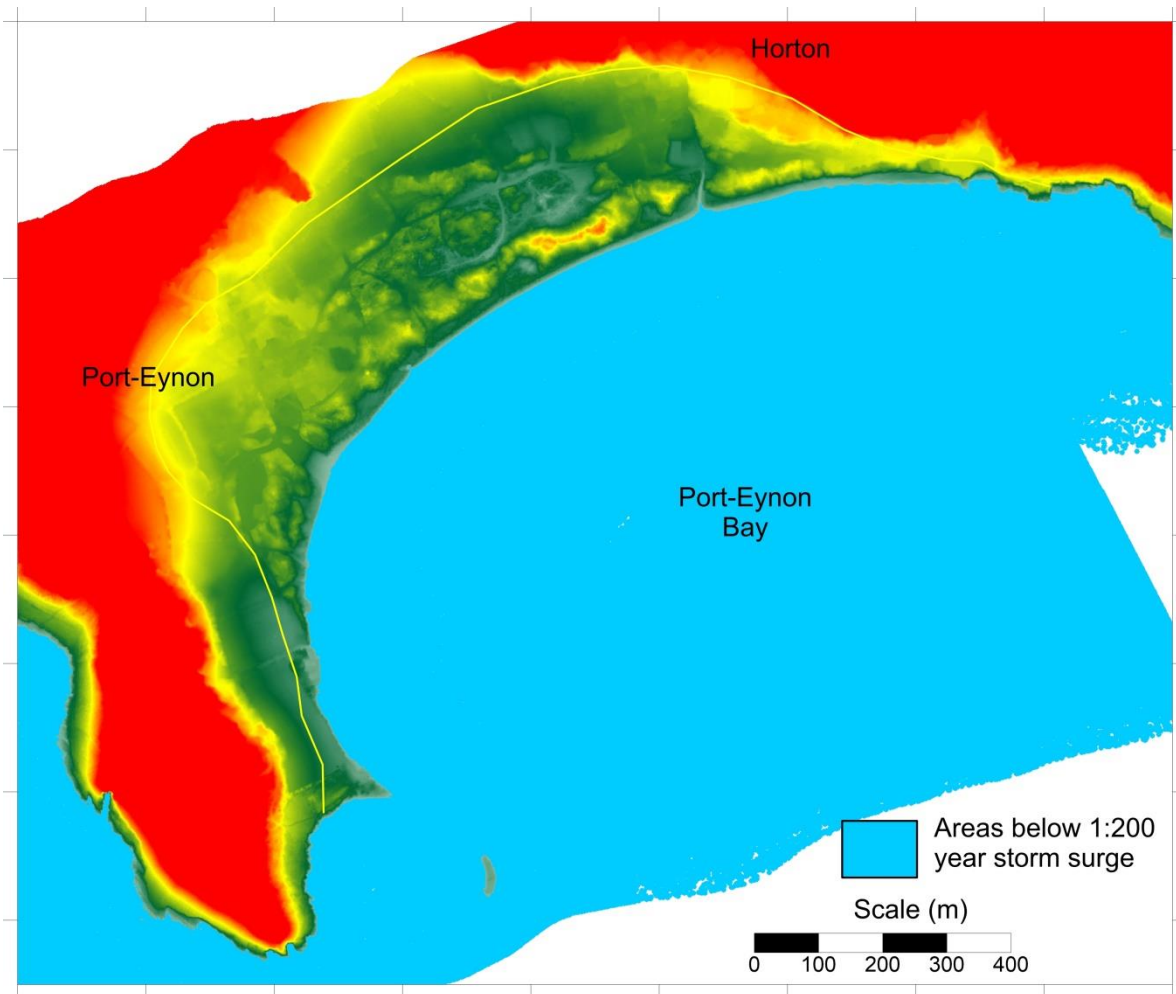 Horton
Port-Eynon
Port-Eynon
Bay
Areas below 1:200
year storm surge
Scale (m)
0 100 200 300 400